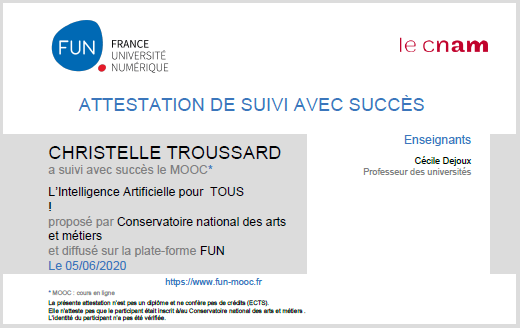 FUN
FRANCE
UNIVERSITÉ
NUMÉRIQUE
le cnam
ATTESTATION DE SUIVI AVEC SUCCÈS
Enseignants
Cécile Dejoux
Professeur des universités
CHRISTELLE TROUSSARD
a suivi avec succès le MOOC*
L'Intelligence Artificielle pour TOUS
!
proposé par Conservatoire national des arts
et métiers
et diffusé sur la plate-forme FUN
Le 05/06/2020
https://www.fun-mooc.fr
* MOOC : cours en ligne
La présente attestation n'est pas un diplôme et ne confère pas de crédits (ECTS).
Elle n'atteste pas que le participant était inscrit à/au Conservatoire national des arts et métiers .
L'identité du participant n'a pas été vérifiée.